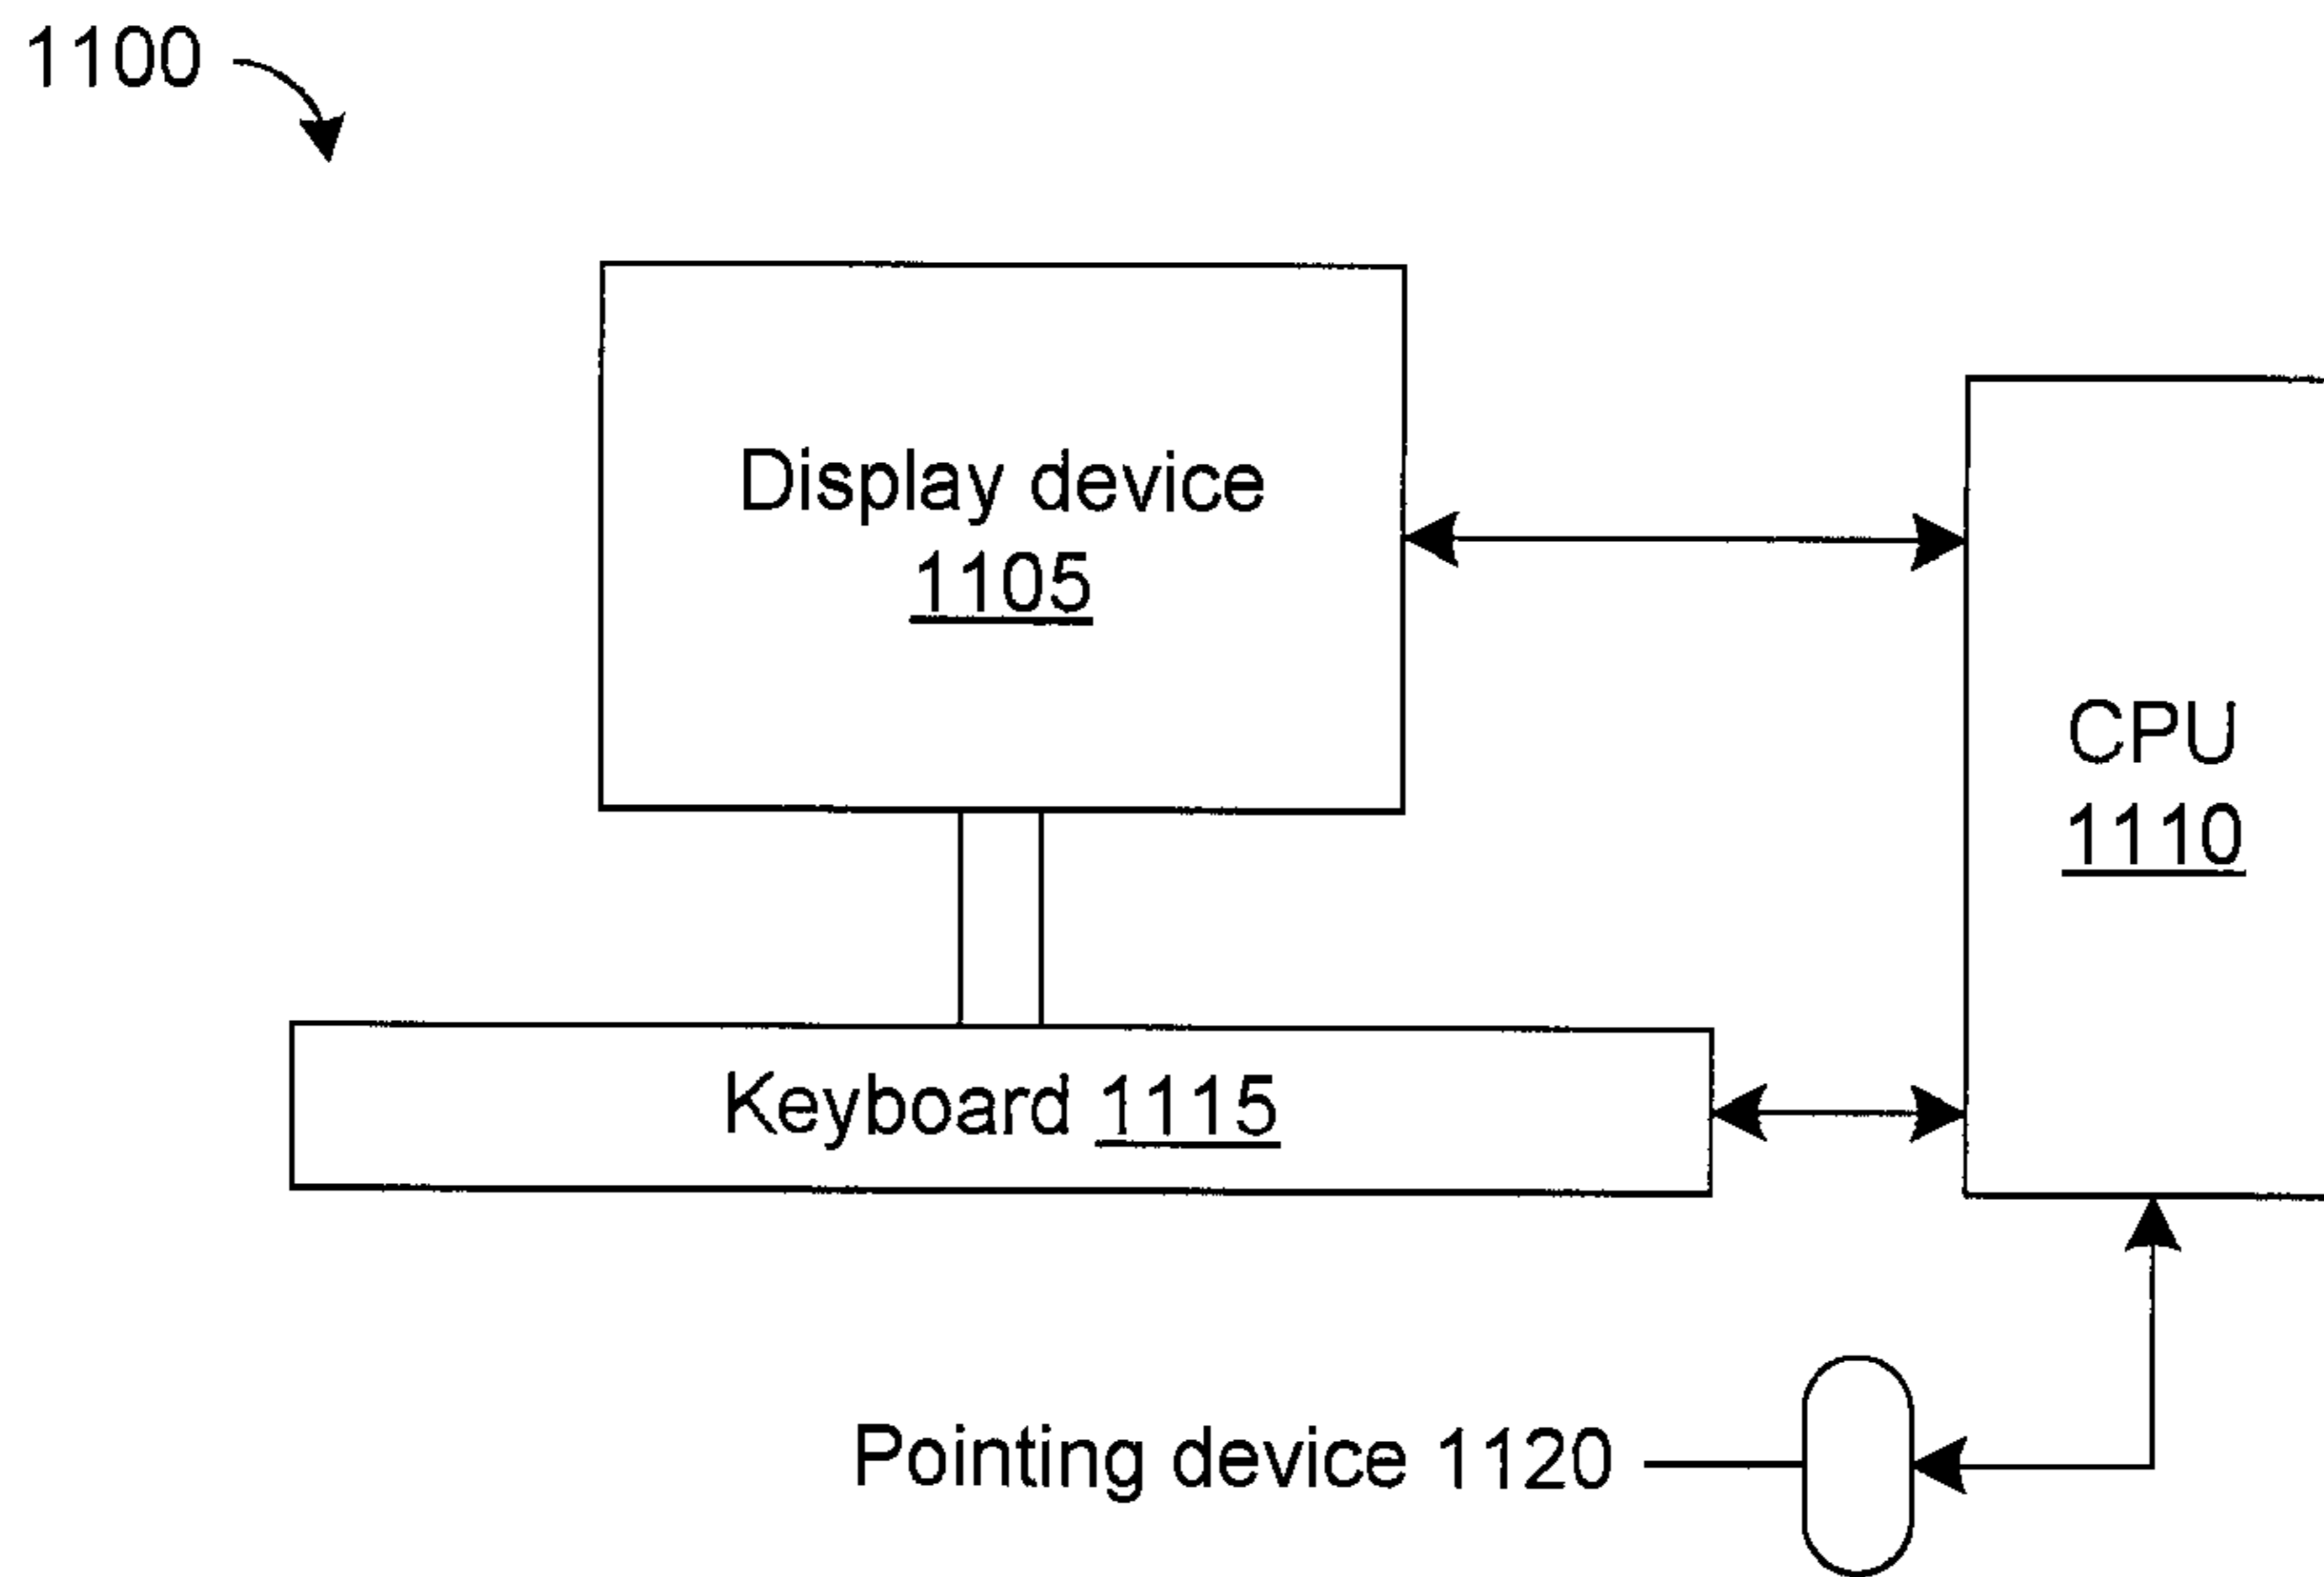 1100
Display device
1105
CPU
1110
Keyboard 1115
Pointing device 1120